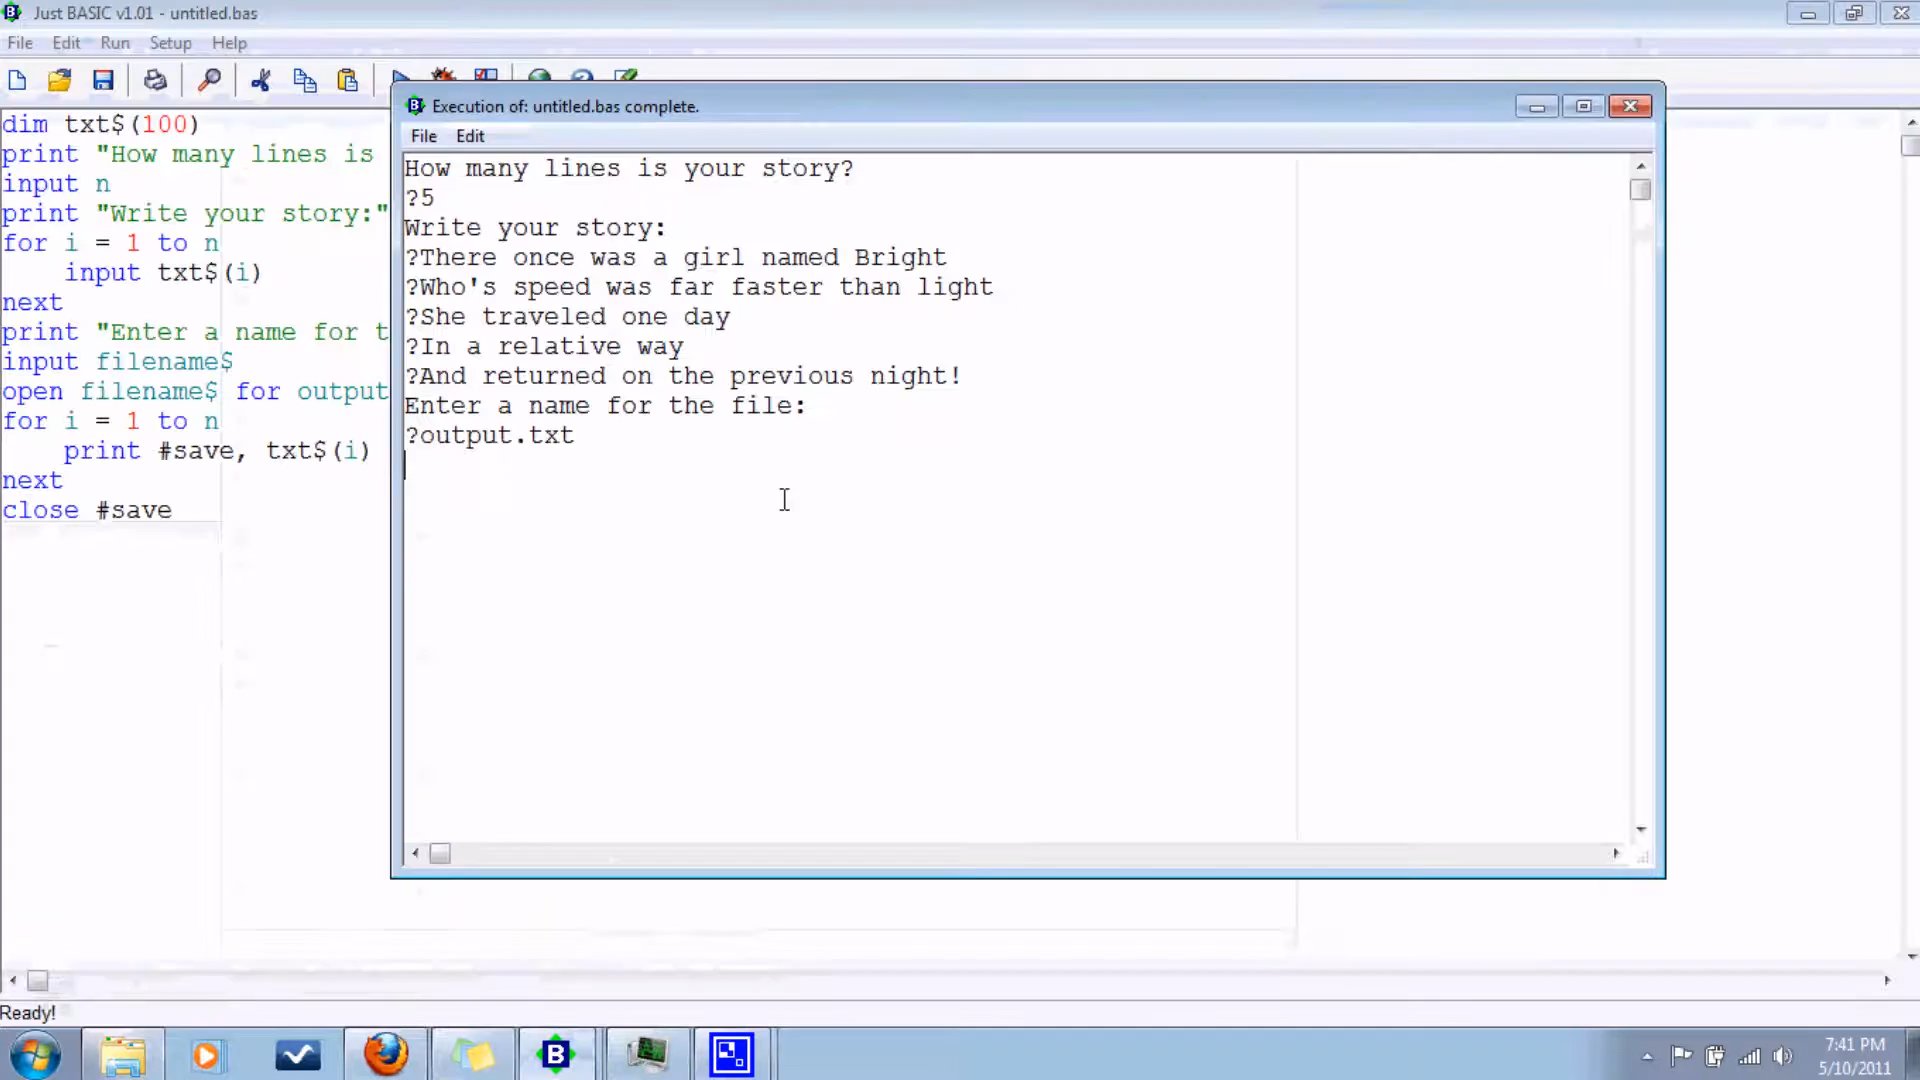 Just BASIC v1.01 - untitled.bas
File Edit Run Setup Help
dim txt$(100)
print "How many lines is
input n
print "Write your story:"
for i = 1 to n
    input txt$(i)
next
print "Enter a name for t
input filename$
open filename$ for output
for i = 1 to n
    print #save, txt$(i)
next
close #save
Execution of: untitled.bas complete.
File Edit
How many lines is your story?
?5
Write your story:
?There once was a girl named Bright
?Who's speed was far faster than light
?She traveled one day
?In a relative way
?And returned on the previous night!
Enter a name for the file:
?output.txt
Ready!
7:41 PM
5/10/2011